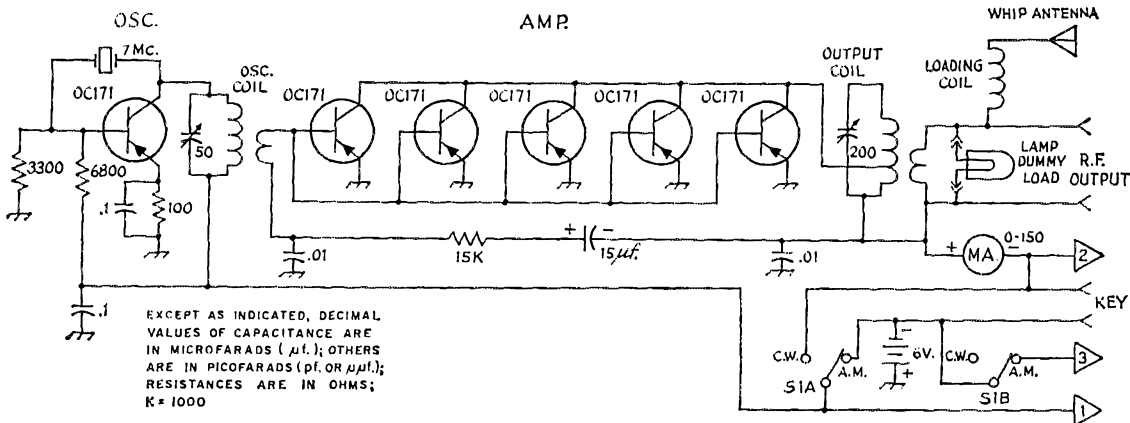 OSC.
AMP.
WHIP ANTENNA
7 MC.
OSC.
COIL
OUTPUT
COIL
LOADING
COIL
OC171
OC171
OC171
OC171
OC171
OC171
50
200
3300
6800
.1
100
LAMP
DUMMY
LOAD
R.F.
OUTPUT
.01
15K
+ -
15μf.
.01
+ MA. -
0-150
2
KEY
.1
EXCEPT AS INDICATED, DECIMAL
VALUES OF CAPACITANCE ARE
IN MICROFARADS (μf.); OTHERS
ARE IN PICOFARADS (pf. OR μμf.);
RESISTANCES ARE IN OHMS;
K = 1000
C.W.
A.M.
S1A
-
6V.
+
C.W.
A.M.
S1B
3
1